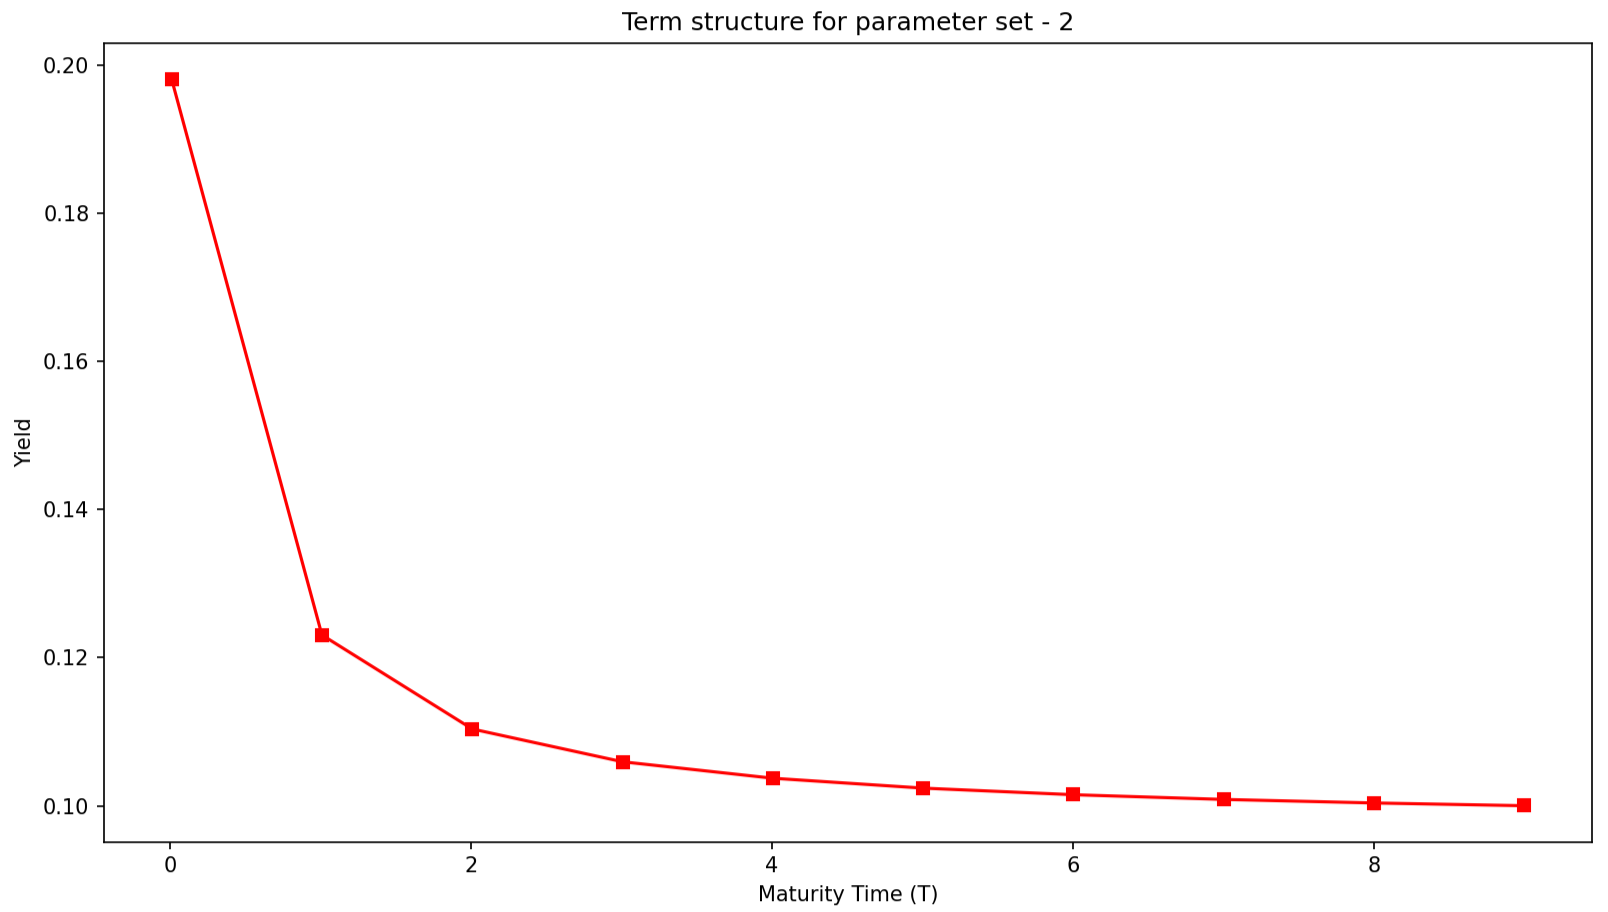 Term structure for parameter set - 2
0.20
0.18
0.16
0.14
0.12
0.10
Yield
0 2 4 6 8
Maturity Time (T)